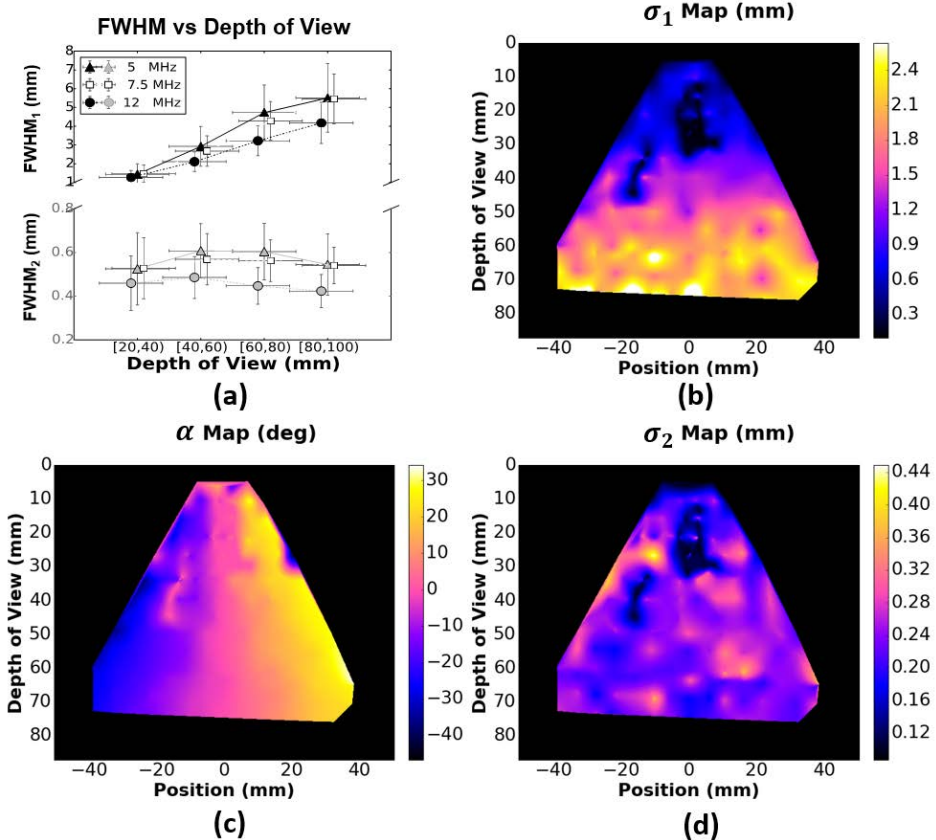 FWHM vs Depth of View
8
7
6
5
4
3
2
1
FWHM₁ (mm)
5 MHz
7.5 MHz
12 MHz
0.8
0.6
0.4
0.2
FWHM₂ (mm)
[20,40) [40,60) [60,80) [80,100)
Depth of View (mm)
(a)
σ₁ Map (mm)
0
10
20
30
40
50
60
70
80
Depth of View (mm)
−40 −20 0 20 40
Position (mm)
2.4
2.1
1.8
1.5
1.2
0.9
0.6
0.3
(b)
α Map (deg)
0
10
20
30
40
50
60
70
80
Depth of View (mm)
−40 −20 0 20 40
Position (mm)
30
20
10
0
−10
−20
−30
−40
(c)
σ₂ Map (mm)
0
10
20
30
40
50
60
70
80
Depth of View (mm)
−40 −20 0 20 40
Position (mm)
0.44
0.40
0.36
0.32
0.28
0.24
0.20
0.16
0.12
(d)